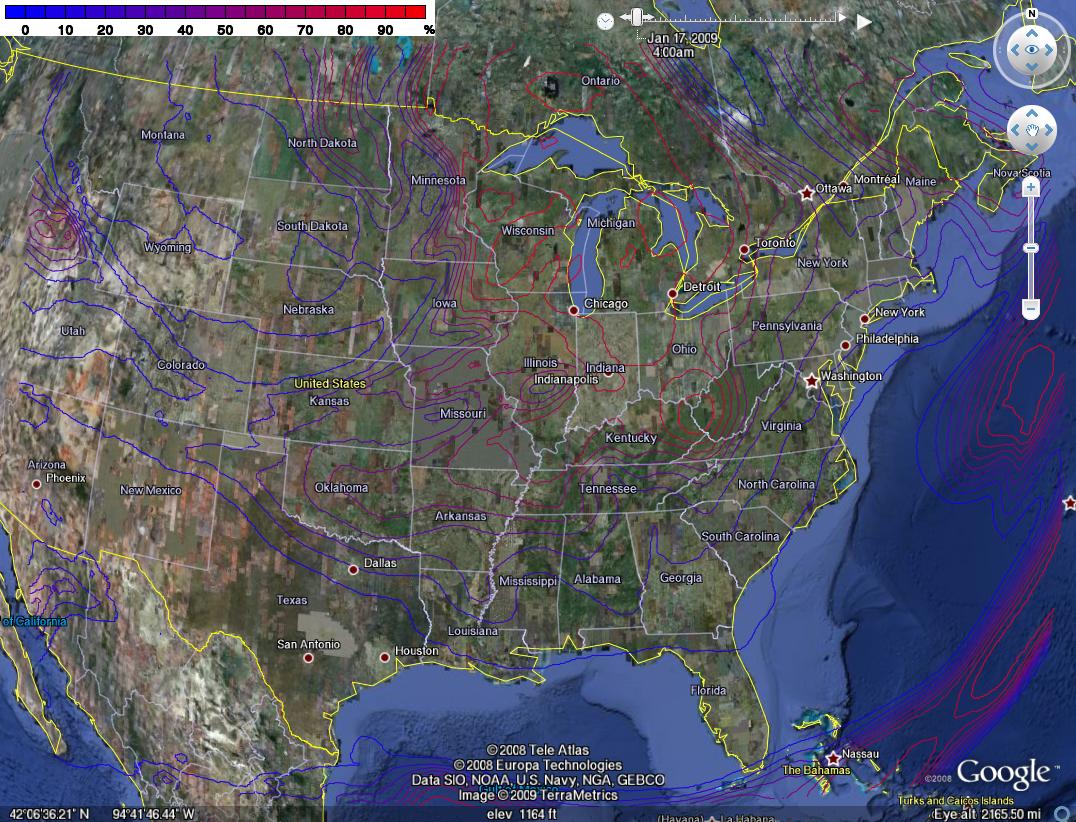 0 10 20 30 40 50 60 70 80 90 %
Jan 17, 2009
4:00am
N
Ontario
Montana
North Dakota
Minnesota
Ottawa
Montréal
Maine
Nova Scotia
South Dakota
Wisconsin
Michigan
Wyoming
Toronto
New York
Nebraska
Iowa
Chicago
Detroit
New York
Utah
Pennsylvania
Philadelphia
Colorado
Illinois
Indiana
Ohio
Indianapolis
United States
Washington
Kansas
Missouri
Kentucky
Virginia
Arizona
Phoenix
New Mexico
Oklahoma
Tennessee
North Carolina
Arkansas
South Carolina
Dallas
Mississippi
Alabama
Georgia
Texas
of California
Louisiana
San Antonio
Houston
Florida
Nassau
The Bahamas
© 2008 Tele Atlas
© 2008 Europa Technologies
Data SIO, NOAA, U.S. Navy, NGA, GEBCO
Image © 2009 TerraMetrics
©2008 Google™
Turks and Caicos Islands
42°06'36.21" N 94°41'46.44" W
elev 1164 ft
(Havana) La Habana
Eye alt 2165.50 mi